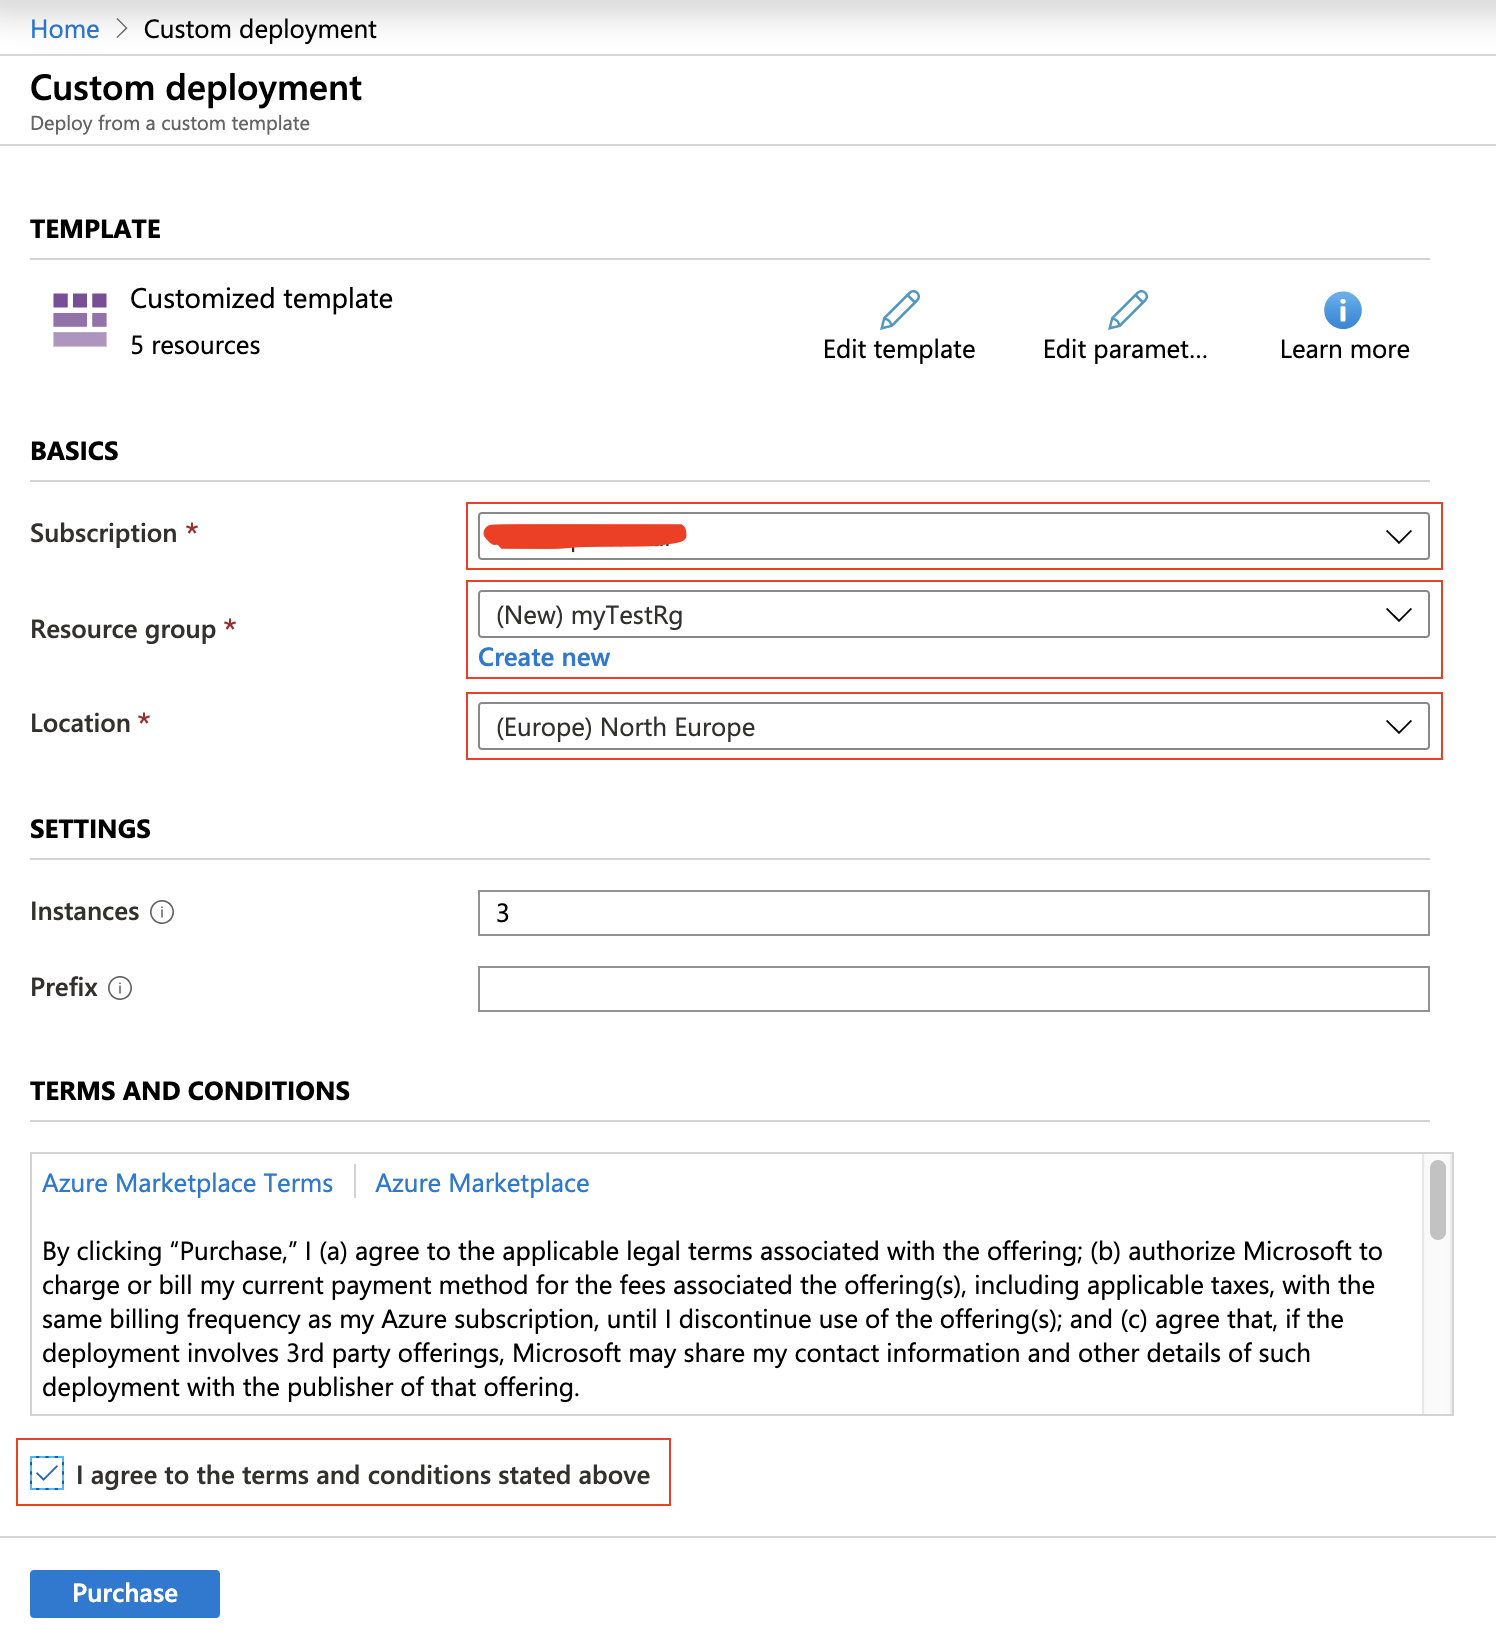 Home > Custom deployment
Custom deployment
Deploy from a custom template
TEMPLATE
Customized template
5 resources
Edit template
Edit paramet...
Learn more
BASICS
Subscription *
Resource group *
(New) myTestRg
Create new
Location *
(Europe) North Europe
SETTINGS
Instances
3
Prefix
TERMS AND CONDITIONS
Azure Marketplace Terms | Azure Marketplace
By clicking “Purchase,” I (a) agree to the applicable legal terms associated with the offering; (b) authorize Microsoft to
charge or bill my current payment method for the fees associated the offering(s), including applicable taxes, with the
same billing frequency as my Azure subscription, until I discontinue use of the offering(s); and (c) agree that, if the
deployment involves 3rd party offerings, Microsoft may share my contact information and other details of such
deployment with the publisher of that offering.
I agree to the terms and conditions stated above
Purchase